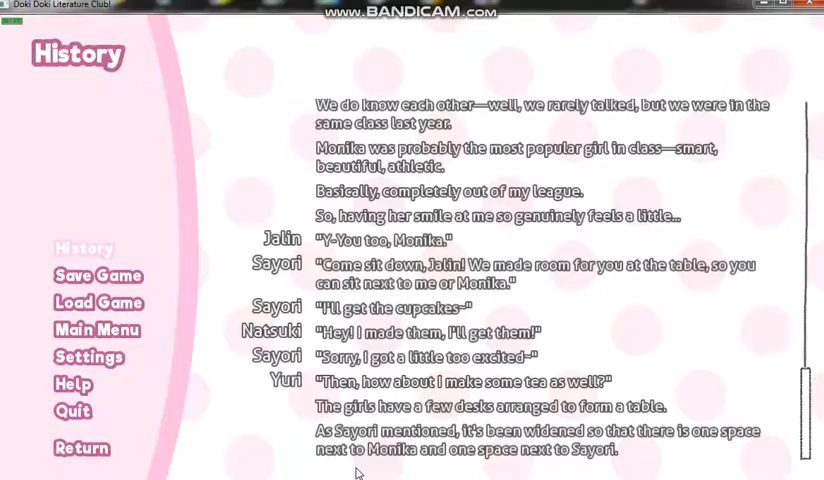 Doki Doki Literature Club!
www.BANDICAM.com
History
We do know each other—well, we rarely talked, but we were in the
same class last year.
Monika was probably the most popular girl in class—smart,
beautiful, athletic.
Basically, completely out of my league.
So, having her smile at me so genuinely feels a little...
Jalin "Y-You too, Monika."
Sayori "Come sit down, Jalin! We made room for you at the table, so you
can sit next to me or Monika."
Sayori "I'll get the cupcakes~"
Natsuki "Hey! I made them, I'll get them!"
Sayori "Sorry, I got a little too excited~"
Yuri "Then, how about I make some tea as well?"
The girls have a few desks arranged to form a table.
As Sayori mentioned, it's been widened so that there is one space
next to Monika and one space next to Sayori.
History
Save Game
Load Game
Main Menu
Settings
Help
Quit
Return